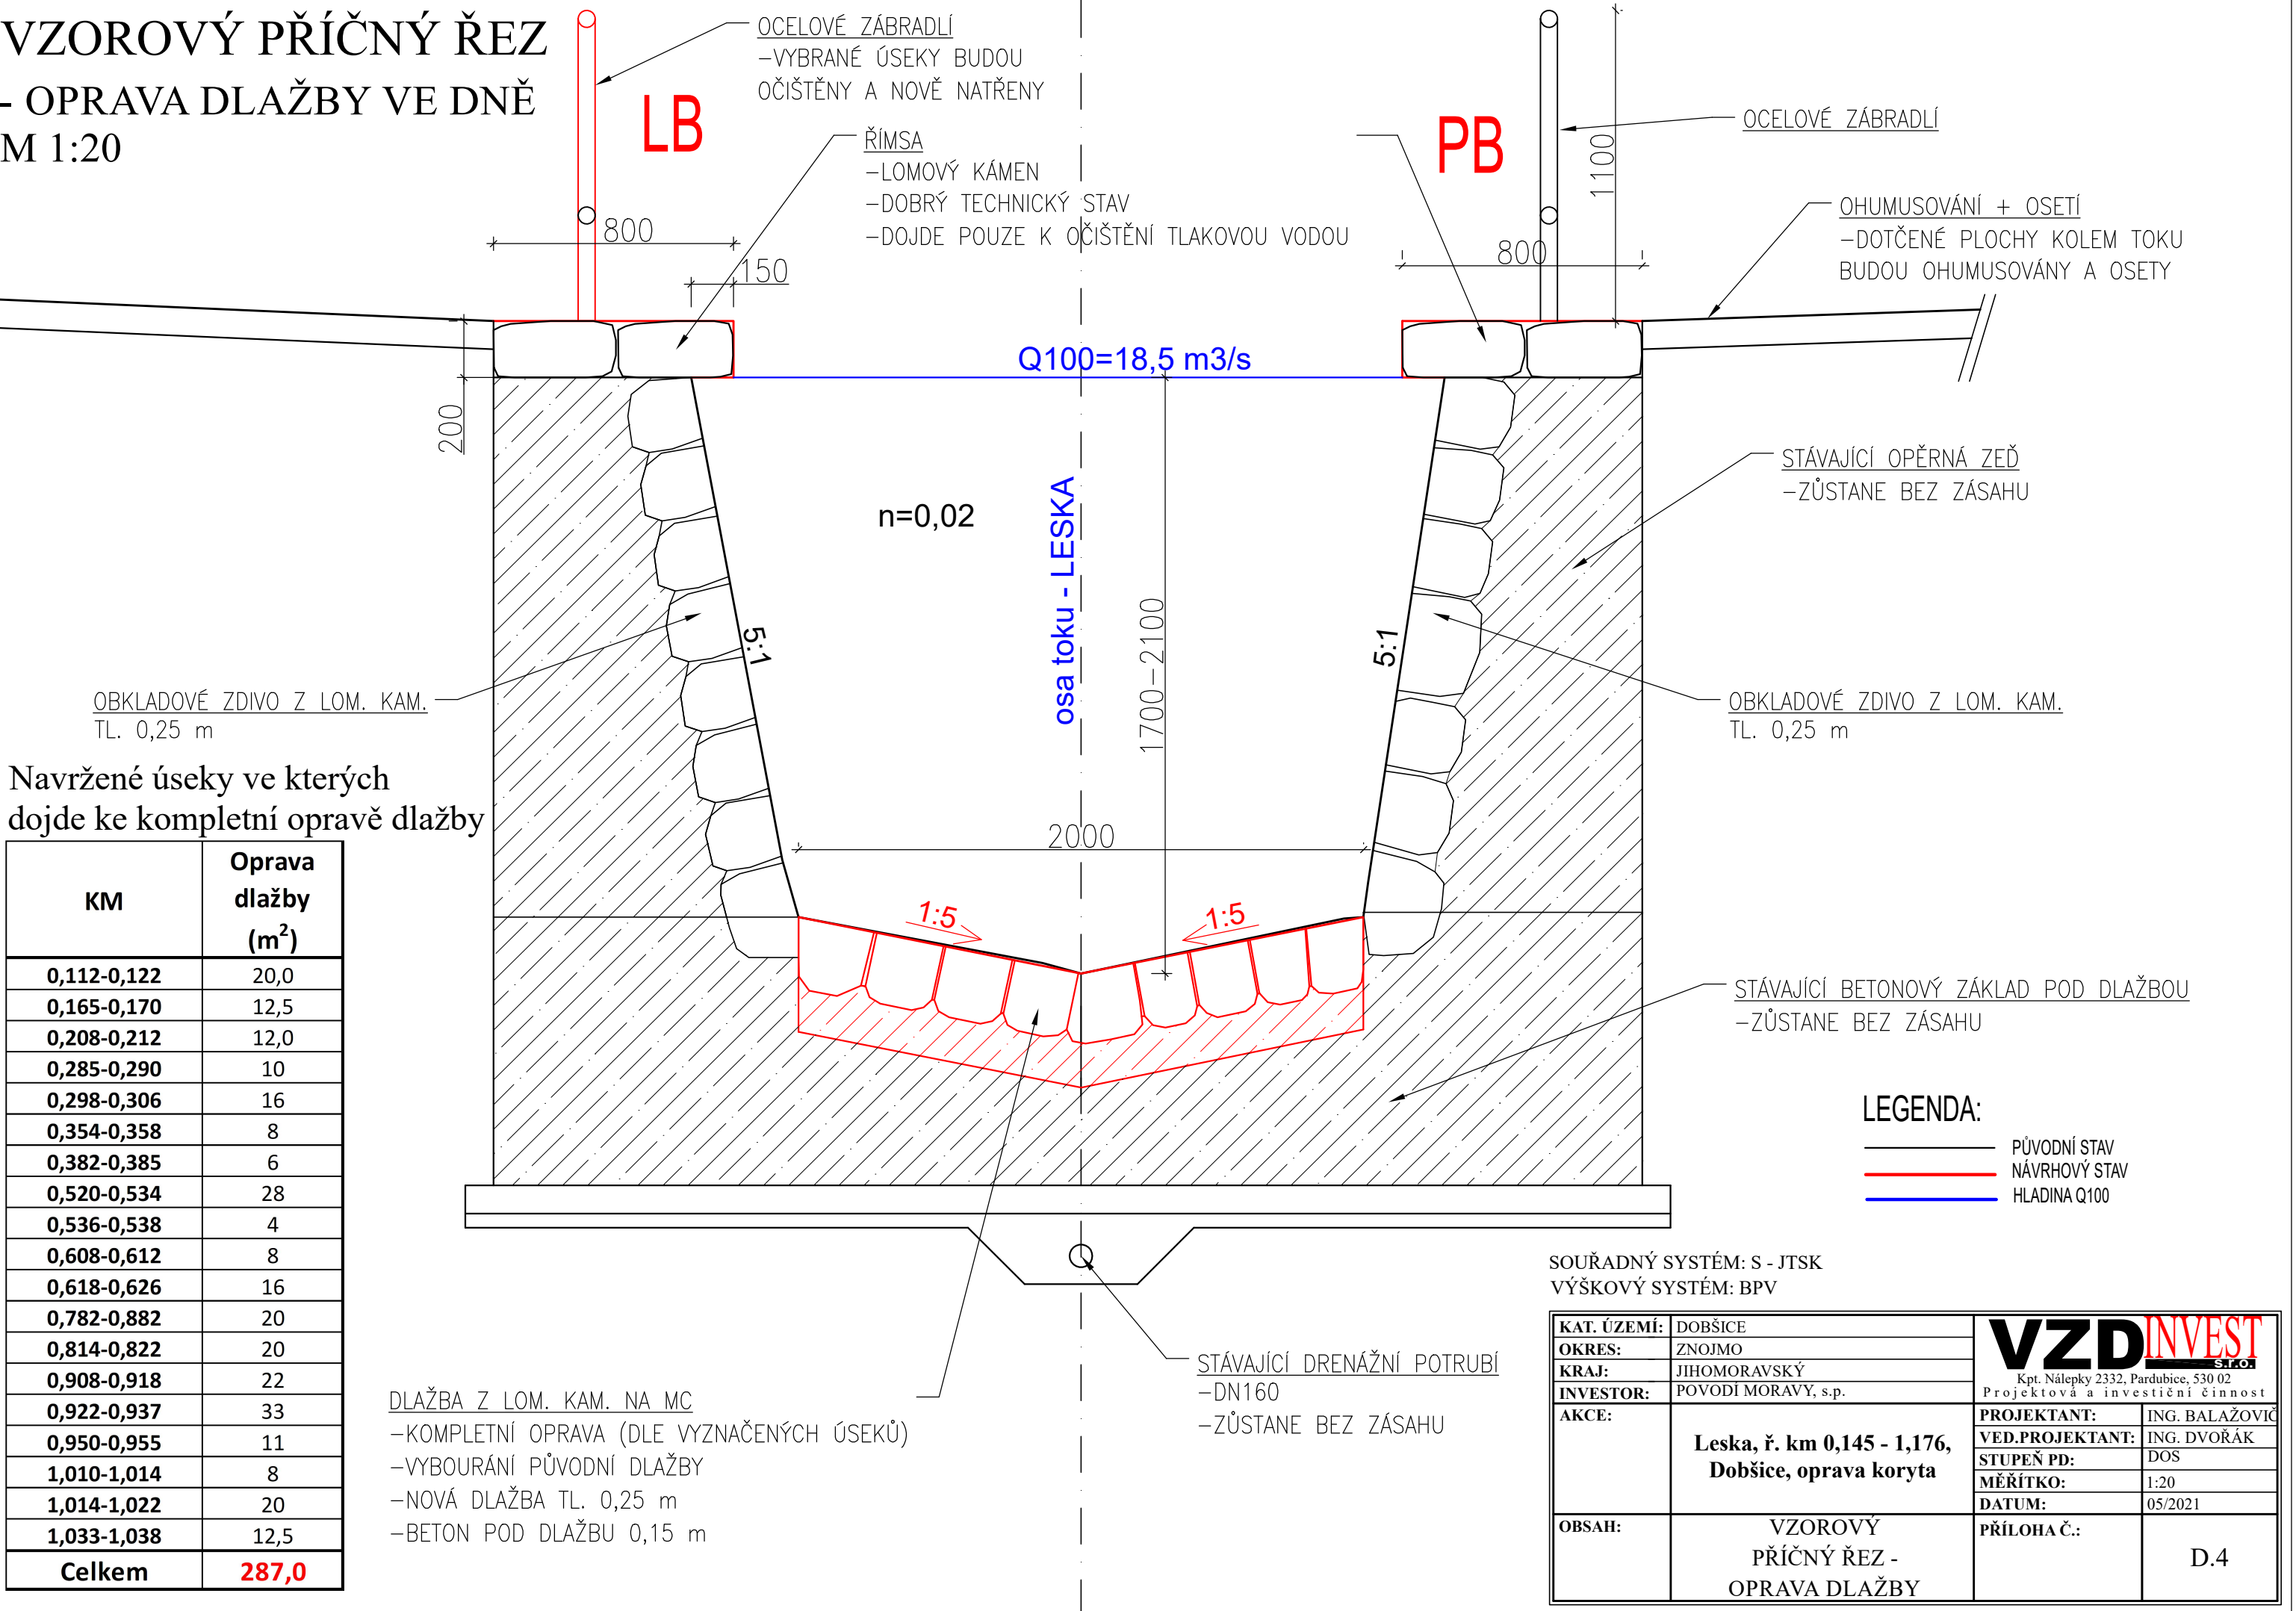 VZOROVÝ PŘÍČNÝ ŘEZ
- OPRAVA DLAŽBY VE DNĚ
M 1:20
OCELOVÉ ZÁBRADLÍ
-VYBRANÉ ÚSEKY BUDOU
OČIŠTĚNY A NOVĚ NATŘENY
LB
ŘÍMSA
-LOMOVÝ KÁMEN
-DOBRÝ TECHNICKÝ STAV
-DOJDE POUZE K OČIŠTĚNÍ TLAKOVOU VODOU
PB
1100
OCELOVÉ ZÁBRADLÍ
OHUMUSOVÁNÍ + OSETÍ
-DOTČENÉ PLOCHY KOLEM TOKU
BUDOU OHUMUSOVÁNY A OSETY
800
150
800
200
Q100=18,5 m3/s
n=0,02
osa toku - LESKA
1700-2100
5:1
5:1
STÁVAJÍCÍ OPĚRNÁ ZEĎ
-ZŮSTANE BEZ ZÁSAHU
OBKLADOVÉ ZDIVO Z LOM. KAM.
TL. 0,25 m
OBKLADOVÉ ZDIVO Z LOM. KAM.
TL. 0,25 m
2000
1:5
1:5
STÁVAJÍCÍ BETONOVÝ ZÁKLAD POD DLAŽBOU
-ZŮSTANE BEZ ZÁSAHU
Navržené úseky ve kterých
dojde ke kompletní opravě dlažby
KM Oprava dlažby (m²)
0,112-0,122 20,0
0,165-0,170 12,5
0,208-0,212 12,0
0,285-0,290 10
0,298-0,306 16
0,354-0,358 8
0,382-0,385 6
0,520-0,534 28
0,536-0,538 4
0,608-0,612 8
0,618-0,626 16
0,782-0,882 20
0,814-0,822 20
0,908-0,918 22
0,922-0,937 33
0,950-0,955 11
1,010-1,014 8
1,014-1,022 20
1,033-1,038 12,5
Celkem 287,0
DLAŽBA Z LOM. KAM. NA MC
-KOMPLETNÍ OPRAVA (DLE VYZNAČENÝCH ÚSEKŮ)
-VYBOURÁNÍ PŮVODNÍ DLAŽBY
-NOVÁ DLAŽBA TL. 0,25 m
-BETON POD DLAŽBU 0,15 m
STÁVAJÍCÍ DRENÁŽNÍ POTRUBÍ
-DN160
-ZŮSTANE BEZ ZÁSAHU
LEGENDA:
PŮVODNÍ STAV
NÁVRHOVÝ STAV
HLADINA Q100
SOUŘADNÝ SYSTÉM: S - JTSK
VÝŠKOVÝ SYSTÉM: BPV
KAT. ÚZEMÍ: DOBŠICE
OKRES: ZNOJMO
KRAJ: JIHOMORAVSKÝ
INVESTOR: POVODÍ MORAVY, s.p.
VZDINVEST s.r.o.
Kpt. Nálepky 2332, Pardubice, 530 02
Projektová a investiční činnost
AKCE:
Leska, ř. km 0,145 - 1,176,
Dobšice, oprava koryta
PROJEKTANT: ING. BALAŽOVIČ
VED.PROJEKTANT: ING. DVOŘÁK
STUPEŇ PD: DOS
MĚŘÍTKO: 1:20
DATUM: 05/2021
OBSAH:
VZOROVÝ
PŘÍČNÝ ŘEZ -
OPRAVA DLAŽBY
PŘÍLOHA Č.:
D.4